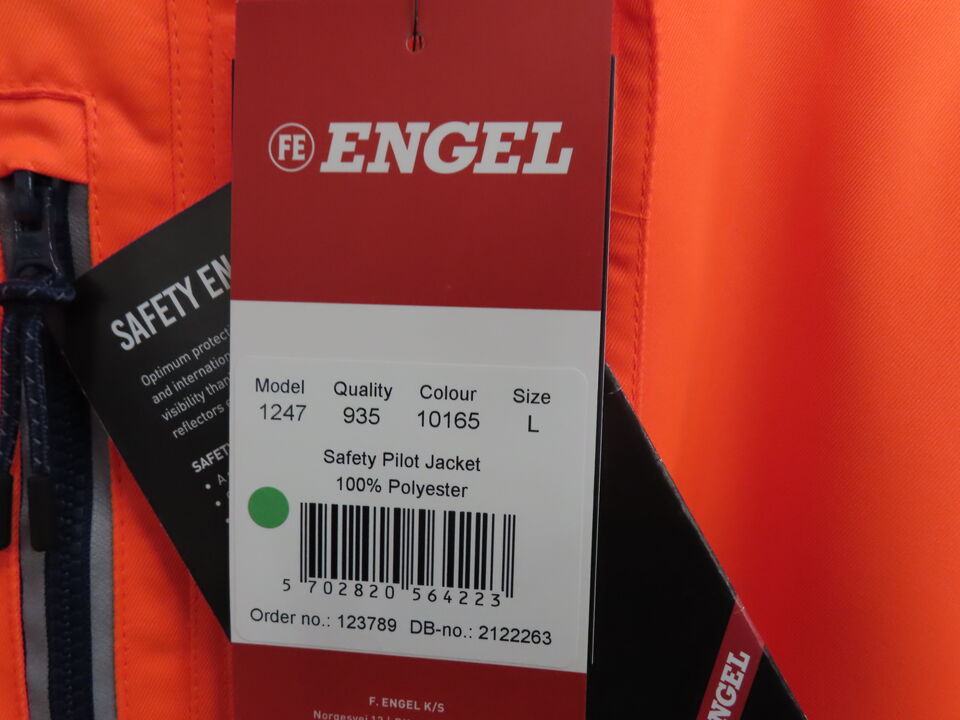 FE ENGEL
SAFETY EN
Optimum protect
and internation
visibility than
reflectors
SAFET
• A
Model Quality Colour Size
1247 935 10165 L
Safety Pilot Jacket
100% Polyester
5 702820 564223
Order no.: 123789 DB-no.: 2122263
F. ENGEL K/S
NGEL